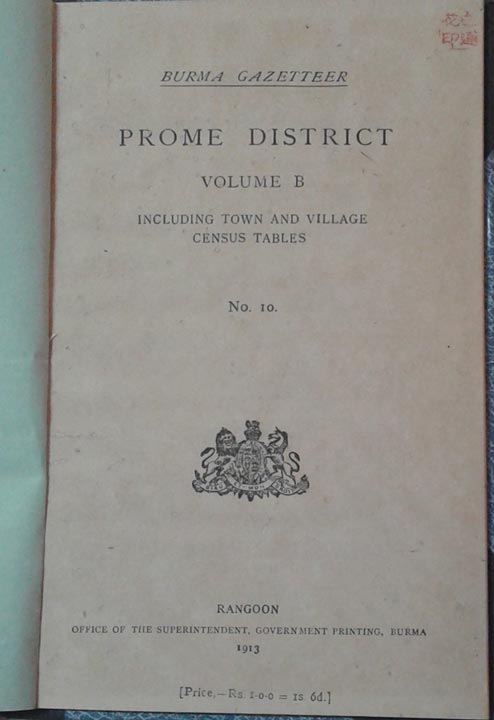 BURMA GAZETTEER
PROME DISTRICT
VOLUME B
INCLUDING TOWN AND VILLAGE
CENSUS TABLES
No. 10.
RANGOON
OFFICE OF THE SUPERINTENDENT, GOVERNMENT PRINTING, BURMA
1913
[Price,—Rs. 1-0-0 = 1s. 6d.]